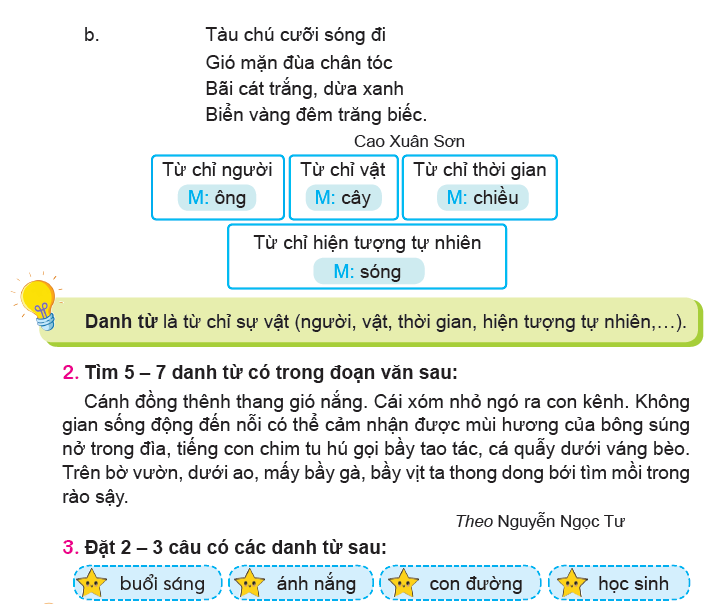 b. Tàu chú cưỡi sóng đi
Gió mặn đùa chân tóc
Bãi cát trắng, dừa xanh
Biển vàng đêm trăng biếc.
Cao Xuân Sơn
Từ chỉ người Từ chỉ vật Từ chỉ thời gian
M: ông M: cây M: chiều
Từ chỉ hiện tượng tự nhiên
M: sóng
Danh từ là từ chỉ sự vật (người, vật, thời gian, hiện tượng tự nhiên,…).
2. Tìm 5 – 7 danh từ có trong đoạn văn sau:
Cánh đồng thênh thang gió nắng. Cái xóm nhỏ ngó ra con kênh. Không
gian sống động đến nỗi có thể cảm nhận được mùi hương của bông súng
nở trong đìa, tiếng con chim tu hú gọi bầy tao tác, cá quẫy dưới váng bèo.
Trên bờ vườn, dưới ao, mấy bầy gà, bầy vịt ta thong dong bới tìm mồi trong
rào sậy.
Theo Nguyễn Ngọc Tư
3. Đặt 2 – 3 câu có các danh từ sau:
buổi sáng ánh nắng con đường học sinh